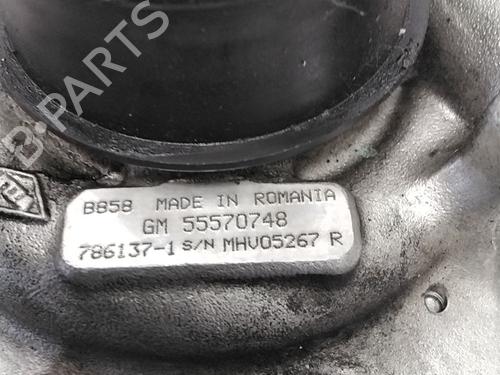 B-PARTS
B858 MADE IN ROMANIA
GM 55570748
786137-1 S/N MHV05267 R